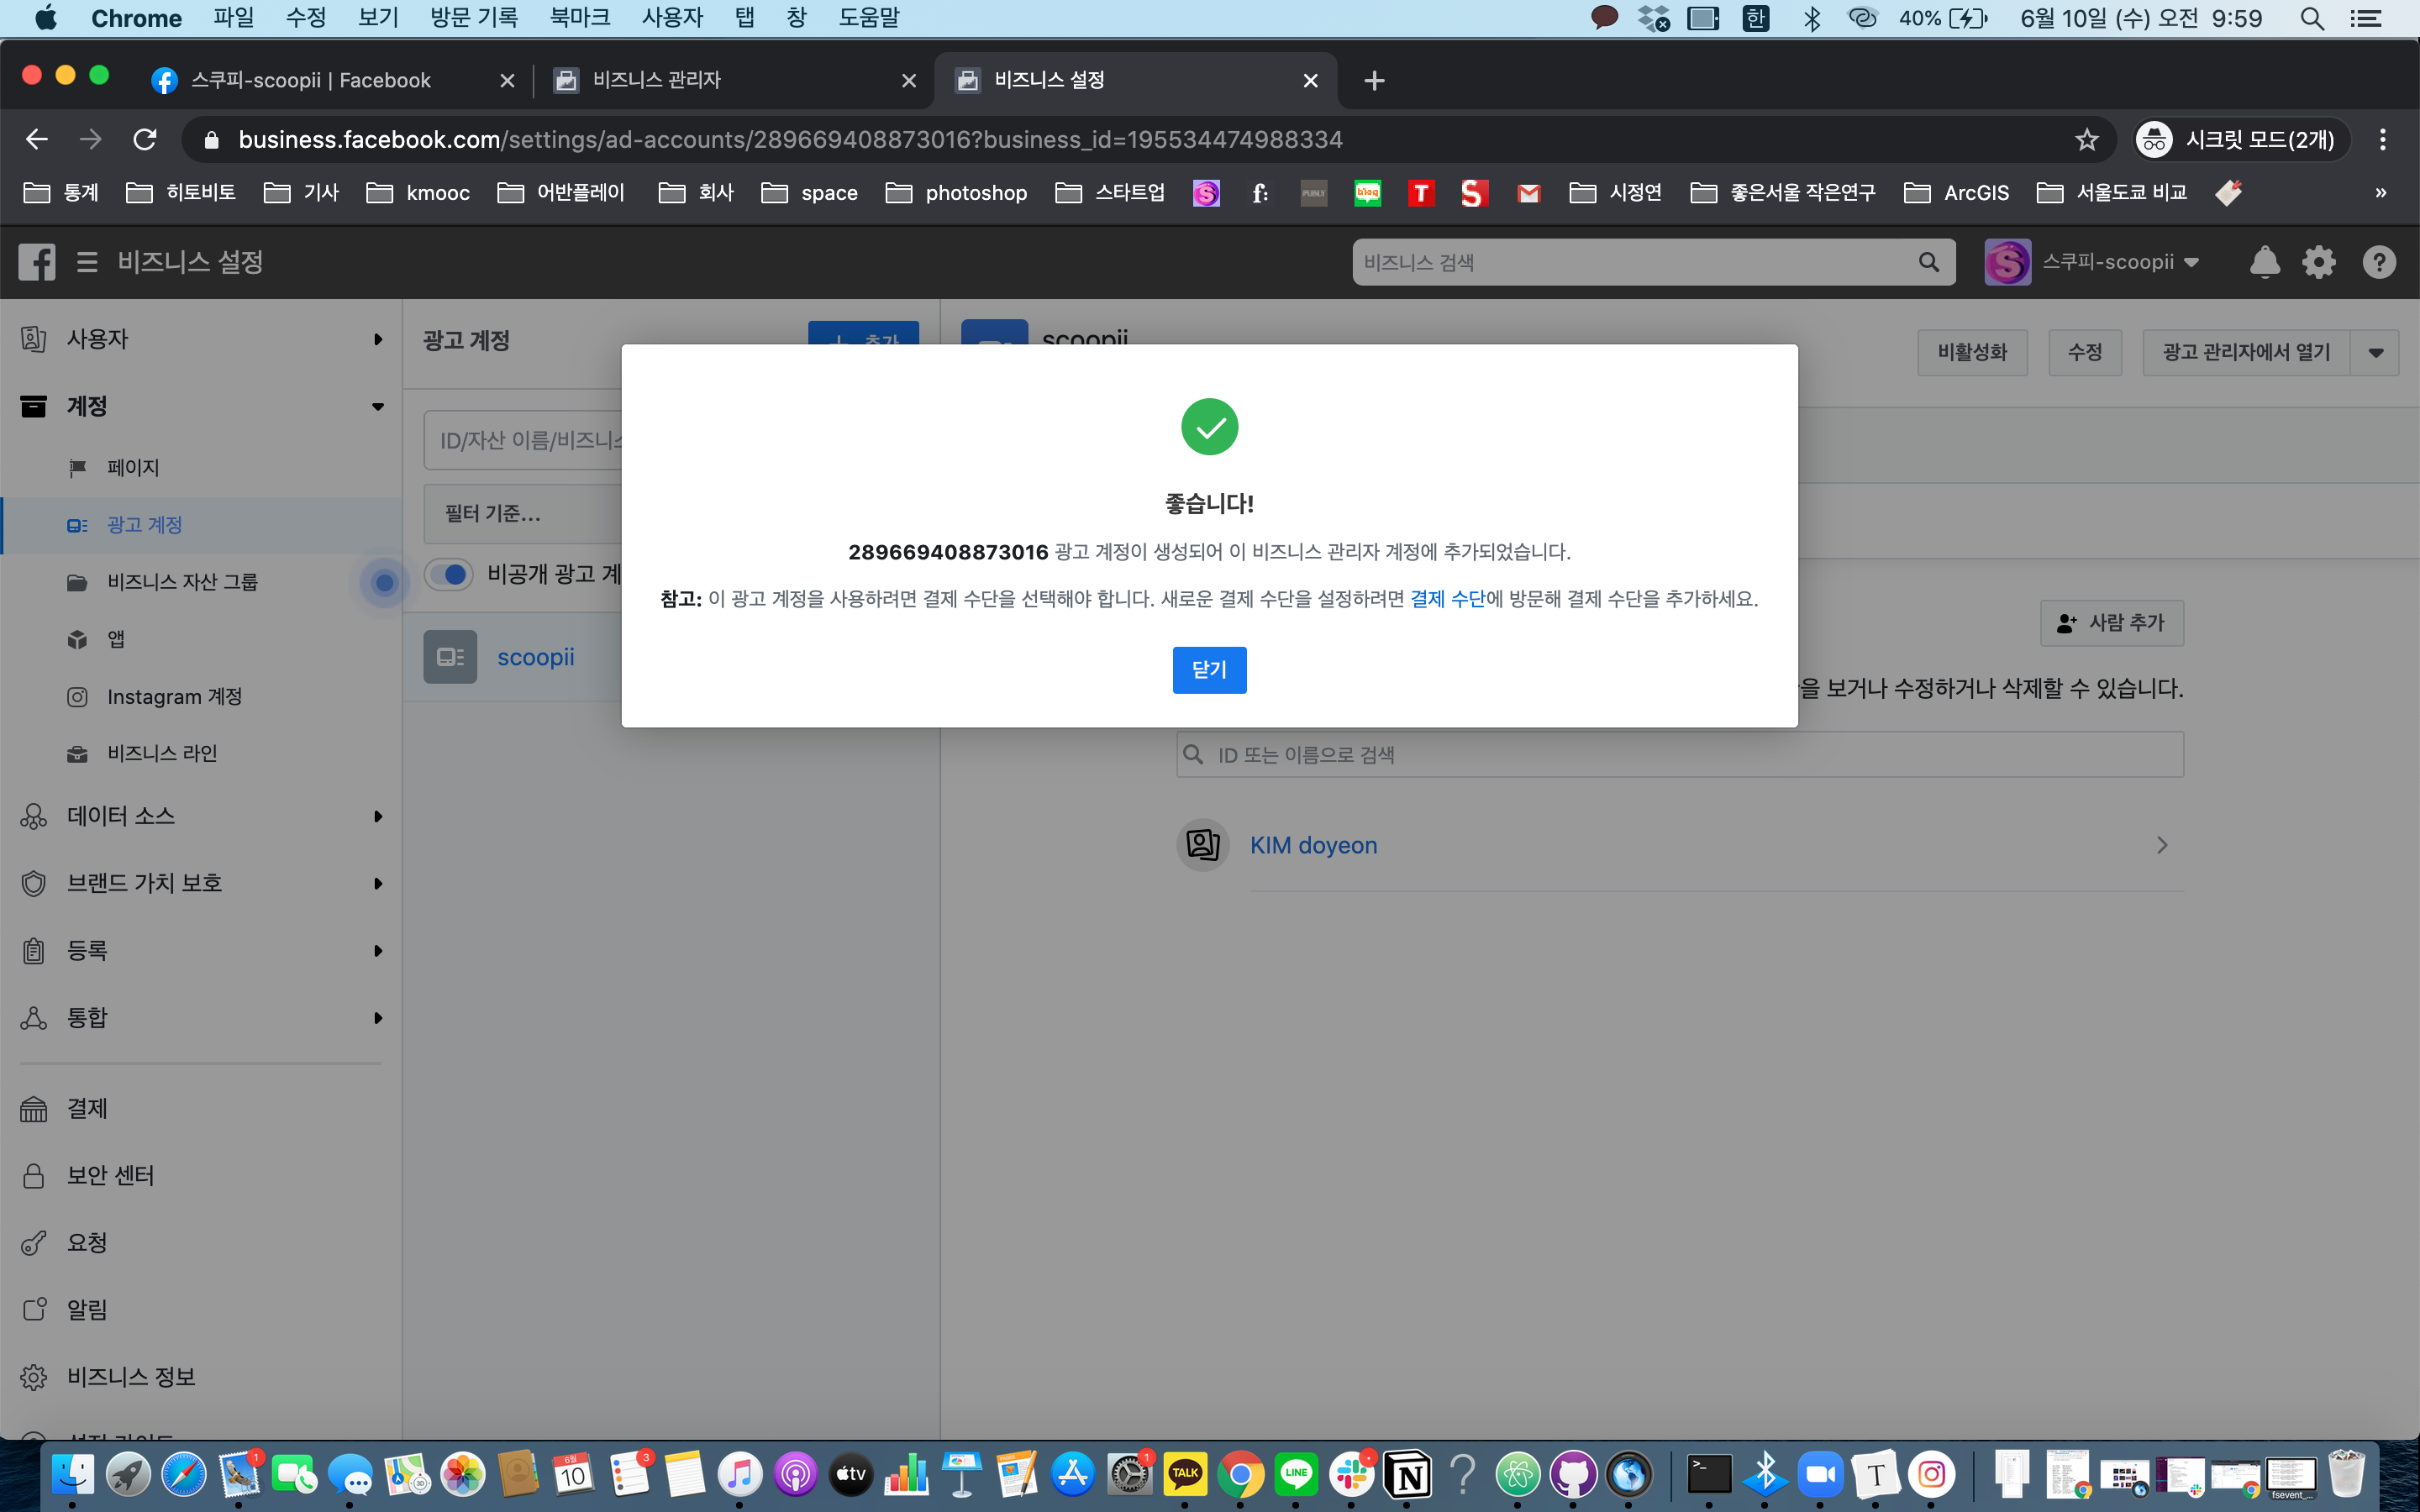 Chrome 파일 수정 보기 방문 기록 북마크 사용자 탭 창 도움말 한 40% 6월 10일 (수) 오전 9:59
스쿠피-scoopii | Facebook 비즈니스 관리자 비즈니스 설정
business.facebook.com/settings/ad-accounts/289669408873016?business_id=195534474988334 시크릿 모드(2개)
통계 히토비토 기사 kmooc 어반플레이 회사 space photoshop 스타트업 f: blog T S 시정연 좋은서울 작은연구 ArcGIS 서울도쿄 비교 »
비즈니스 설정 비즈니스 검색 스쿠피-scoopii
사용자
계정
페이지
광고 계정
비즈니스 자산 그룹
앱
Instagram 계정
비즈니스 라인
데이터 소스
브랜드 가치 보호
등록
통합
결제
보안 센터
요청
알림
비즈니스 정보
광고 계정 + 추가
ID/자산 이름/비즈니스
필터 기준...
비공개 광고 계
scoopii
scoopii
비활성화 수정 광고 관리자에서 열기
좋습니다!
289669408873016 광고 계정이 생성되어 이 비즈니스 관리자 계정에 추가되었습니다.
참고: 이 광고 계정을 사용하려면 결제 수단을 선택해야 합니다. 새로운 결제 수단을 설정하려면 결제 수단에 방문해 결제 수단을 추가하세요.
닫기
사람 추가
을 보거나 수정하거나 삭제할 수 있습니다.
ID 또는 이름으로 검색
KIM doyeon
1 6월 10 3 tv 1 TALK LINE N T fsevent_...